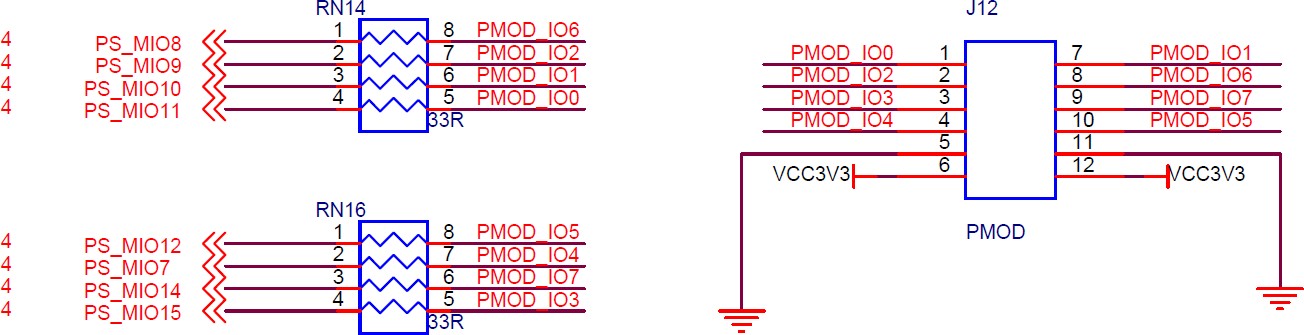 RN14
4 PS_MIO8 1 8 PMOD_IO6
4 PS_MIO9 2 7 PMOD_IO2
4 PS_MIO10 3 6 PMOD_IO1
4 PS_MIO11 4 5 PMOD_IO0
33R
RN16
4 PS_MIO12 1 8 PMOD_IO5
4 PS_MIO7 2 7 PMOD_IO4
4 PS_MIO14 3 6 PMOD_IO7
4 PS_MIO15 4 5 PMOD_IO3
33R
J12
PMOD_IO0 1 7 PMOD_IO1
PMOD_IO2 2 8 PMOD_IO6
PMOD_IO3 3 9 PMOD_IO7
PMOD_IO4 4 10 PMOD_IO5
5 11
VCC3V3 6 12 VCC3V3
PMOD